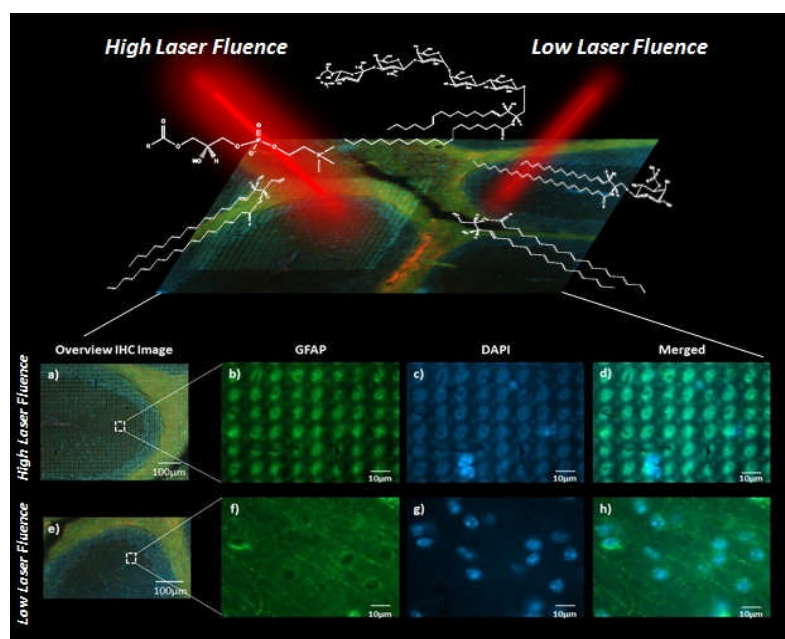 High Laser Fluence
Low Laser Fluence
Overview IHC Image
GFAP
DAPI
Merged
High Laser Fluence
a)
100µm
b)
10µm
c)
10µm
d)
10µm
Low Laser Fluence
e)
100µm
f)
10µm
g)
10µm
h)
10µm